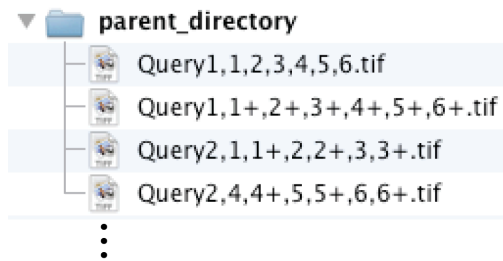 parent_directory
Query1,1,2,3,4,5,6.tif
Query1,1+,2+,3+,4+,5+,6+.tif
Query2,1,1+,2,2+,3,3+.tif
Query2,4,4+,5,5+,6,6+.tif